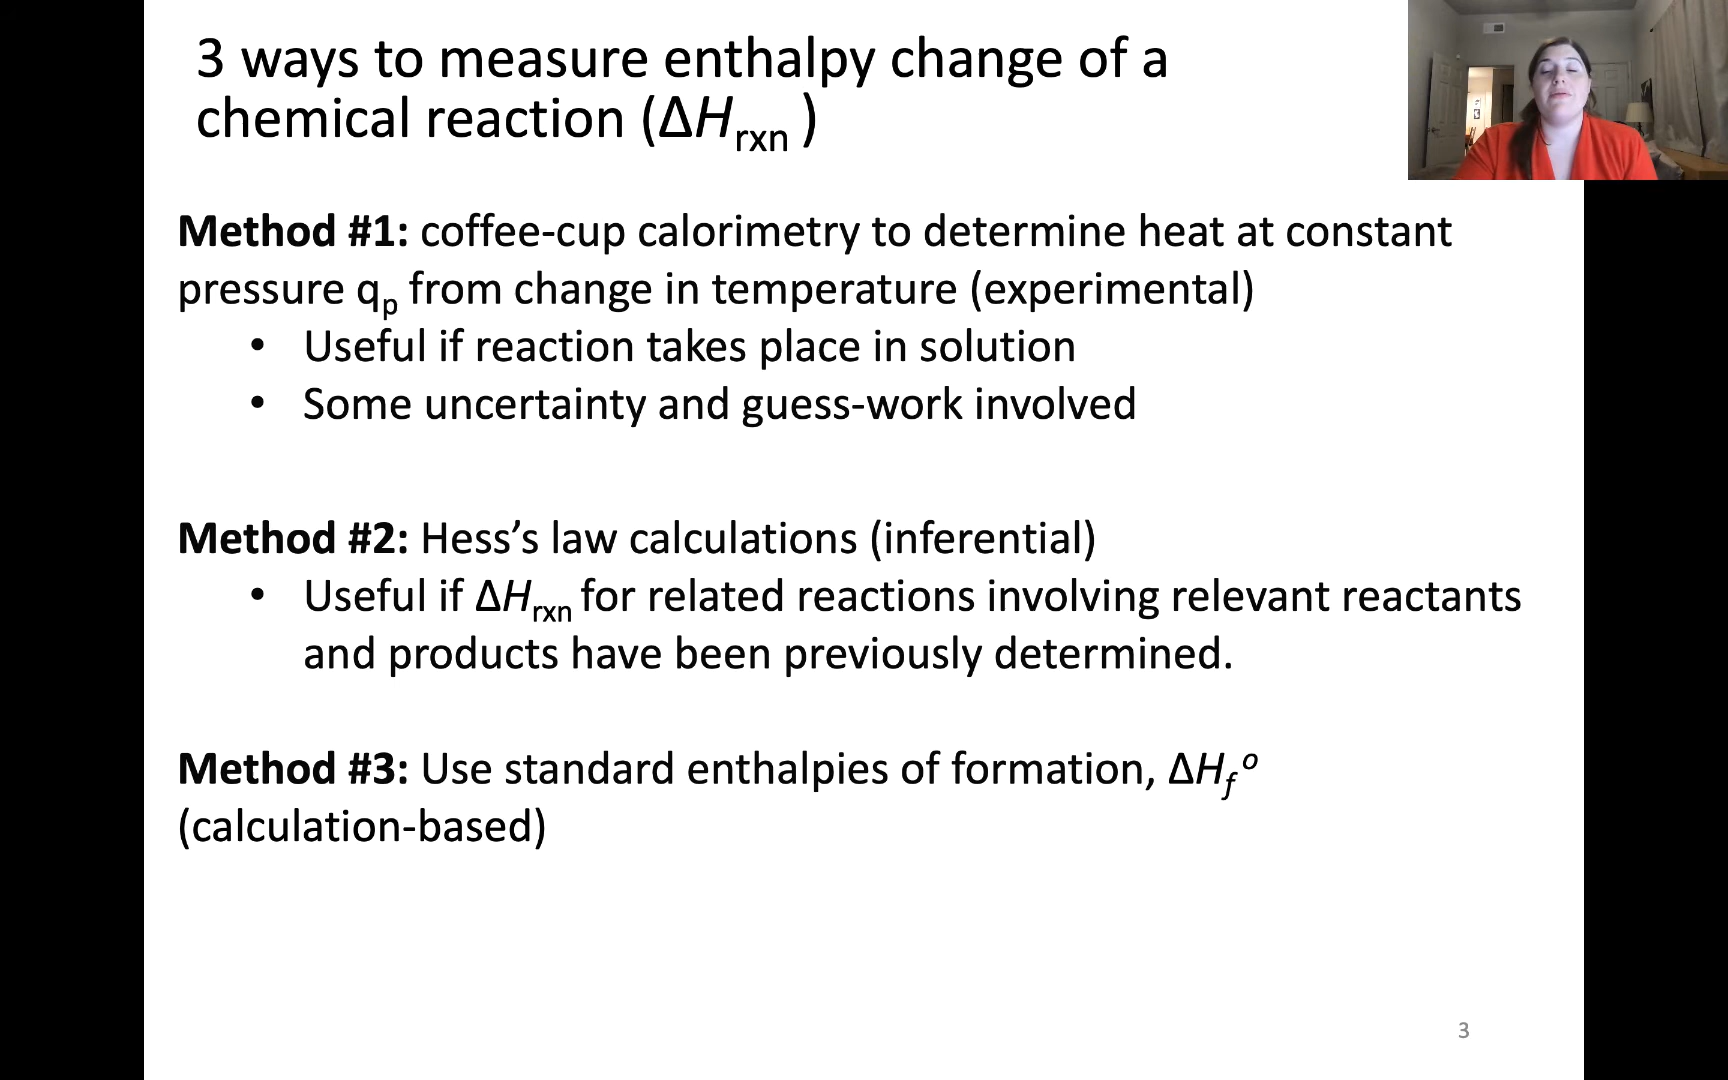 3 ways to measure enthalpy change of a
chemical reaction (ΔHrxn )
Method #1: coffee-cup calorimetry to determine heat at constant
pressure qp from change in temperature (experimental)
• Useful if reaction takes place in solution
• Some uncertainty and guess-work involved
Method #2: Hess’s law calculations (inferential)
• Useful if ΔHrxn for related reactions involving relevant reactants
and products have been previously determined.
Method #3: Use standard enthalpies of formation, ΔHf o
(calculation-based)
3